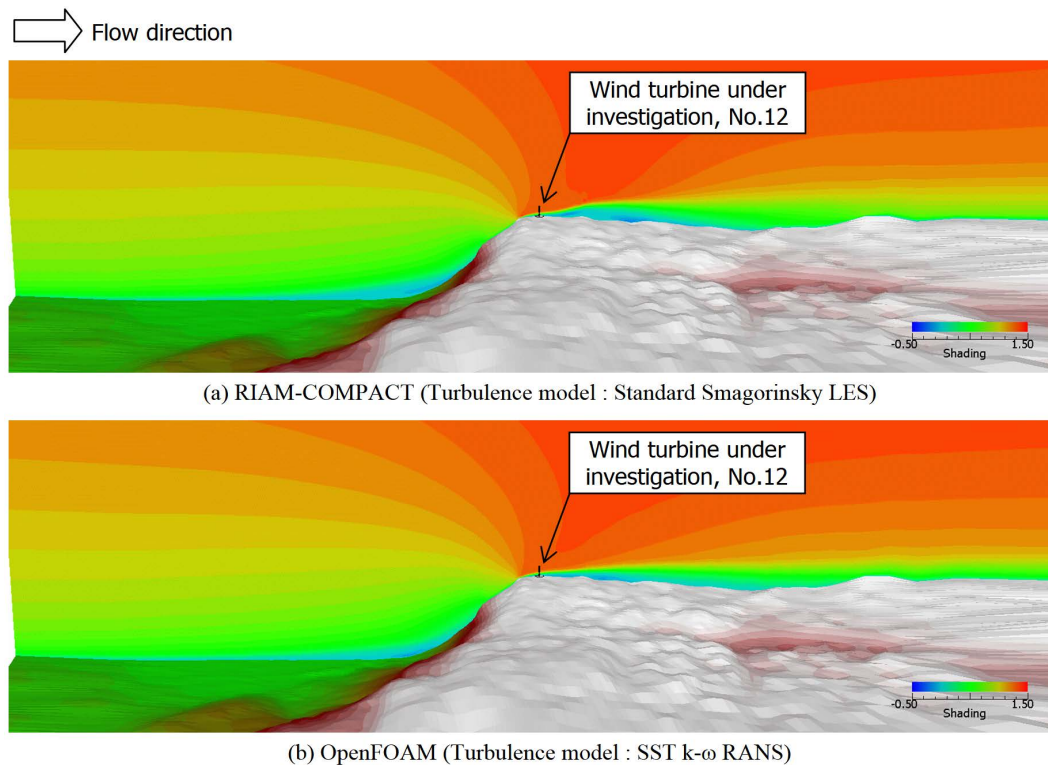 Flow direction
Wind turbine under
investigation, No.12
-0.50 1.50
Shading
(a) RIAM-COMPACT (Turbulence model : Standard Smagorinsky LES)
Wind turbine under
investigation, No.12
-0.50 1.50
Shading
(b) OpenFOAM (Turbulence model : SST k-ω RANS)